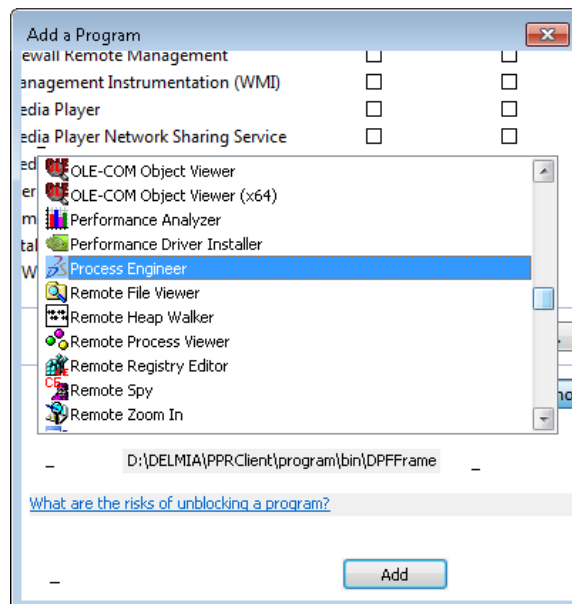 Add a Program
ewall Remote Management
anagement Instrumentation (WMI)
edia Player
edia Player Network Sharing Service
ed
OLE-COM Object Viewer
er
OLE-COM Object Viewer (x64)
m
Performance Analyzer
tal
Performance Driver Installer
W
Process Engineer
Remote File Viewer
Remote Heap Walker
Remote Process Viewer
Remote Registry Editor
Remote Spy
Remote Zoom In
D:\DELMIA\PPRClient\program\bin\DPFFrame
What are the risks of unblocking a program?
Add